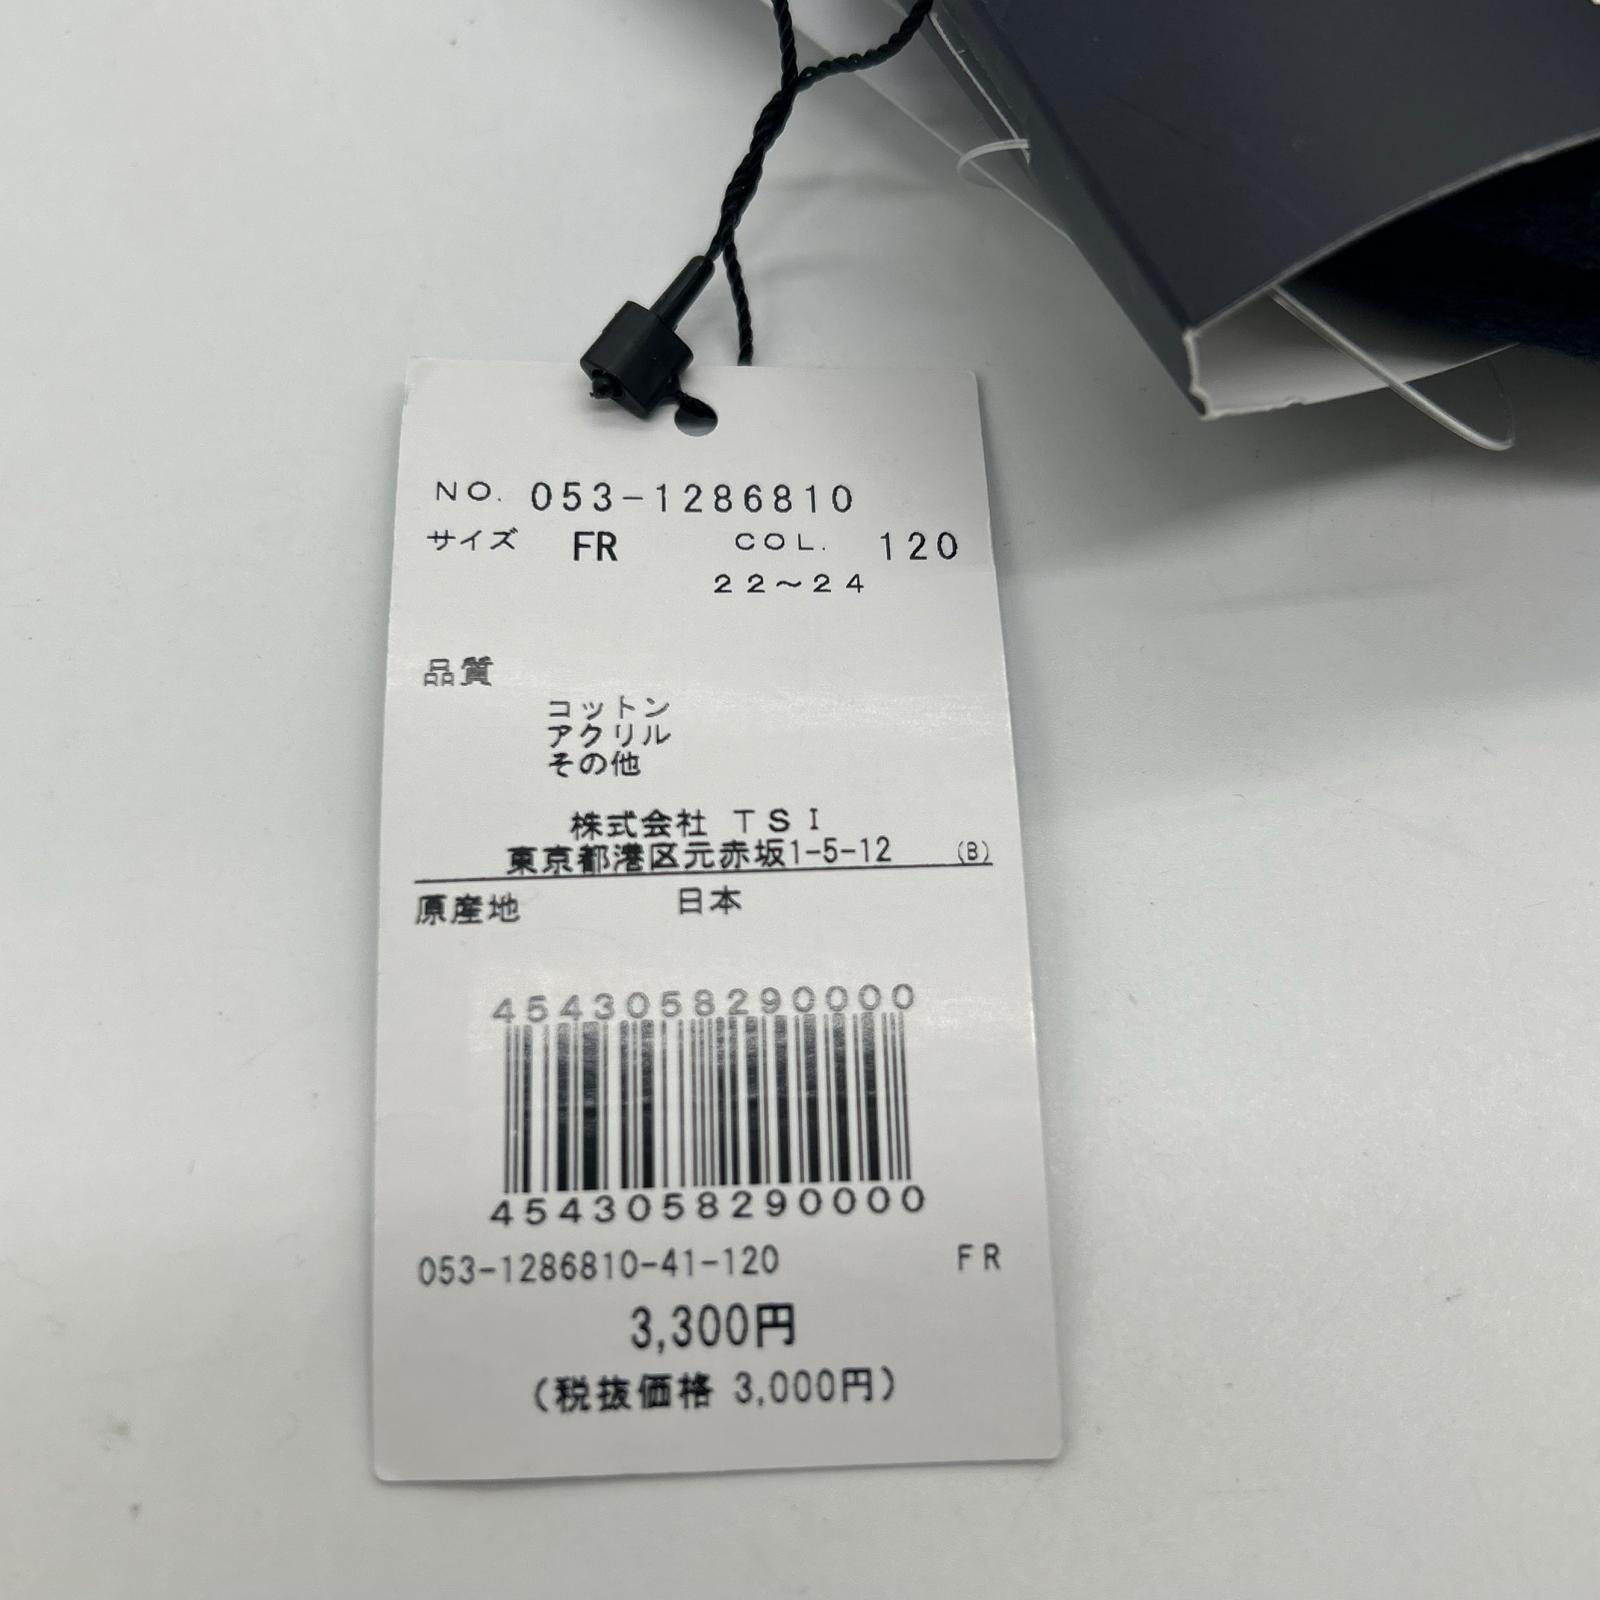 NO. 053-1286810
サイズ FR COL. 120
22～24
品質
コットン
アクリル
その他
株式会社 TSI
東京都港区元赤坂1-5-12 (B)
原産地 日本
4543058290000
4543058290000
053-1286810-41-120 FR
3,300円
(税抜価格 3,000円)